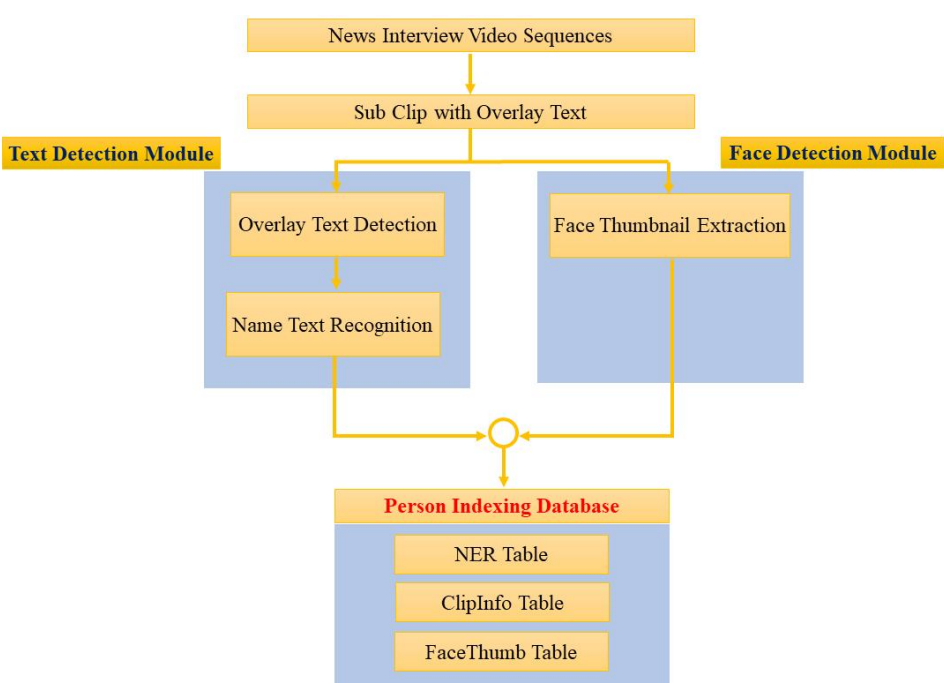 News Interview Video Sequences
Sub Clip with Overlay Text
Text Detection Module
Face Detection Module
Overlay Text Detection
Face Thumbnail Extraction
Name Text Recognition
Person Indexing Database
NER Table
ClipInfo Table
FaceThumb Table